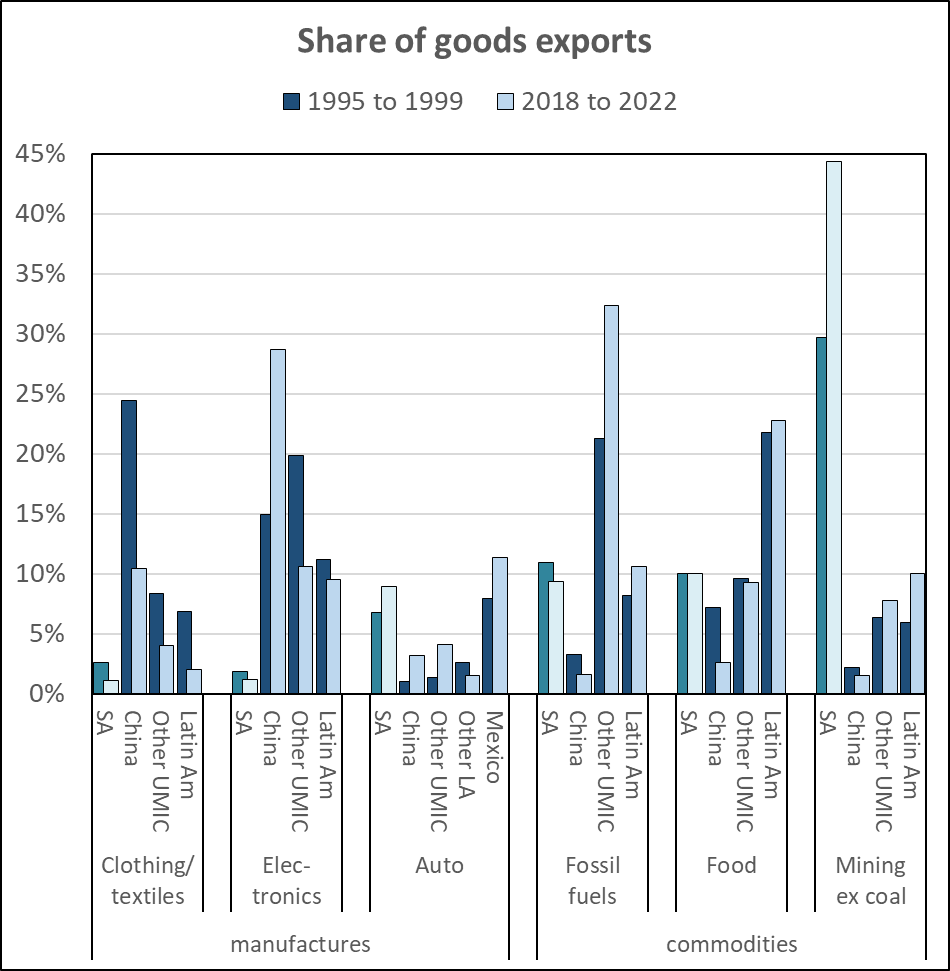 Share of goods exports
1995 to 1999 2018 to 2022
45%
40%
35%
30%
25%
20%
15%
10%
5%
0%
SA China Other UMIC Latin Am SA China Other UMIC Latin Am SA China Other UMIC Other LA Mexico SA China Other UMIC Latin Am SA China Other UMIC Latin Am SA China Other UMIC Latin Am
Clothing/ Elec- Auto Fossil Food Mining
textiles tronics fuels ex coal
manufactures commodities